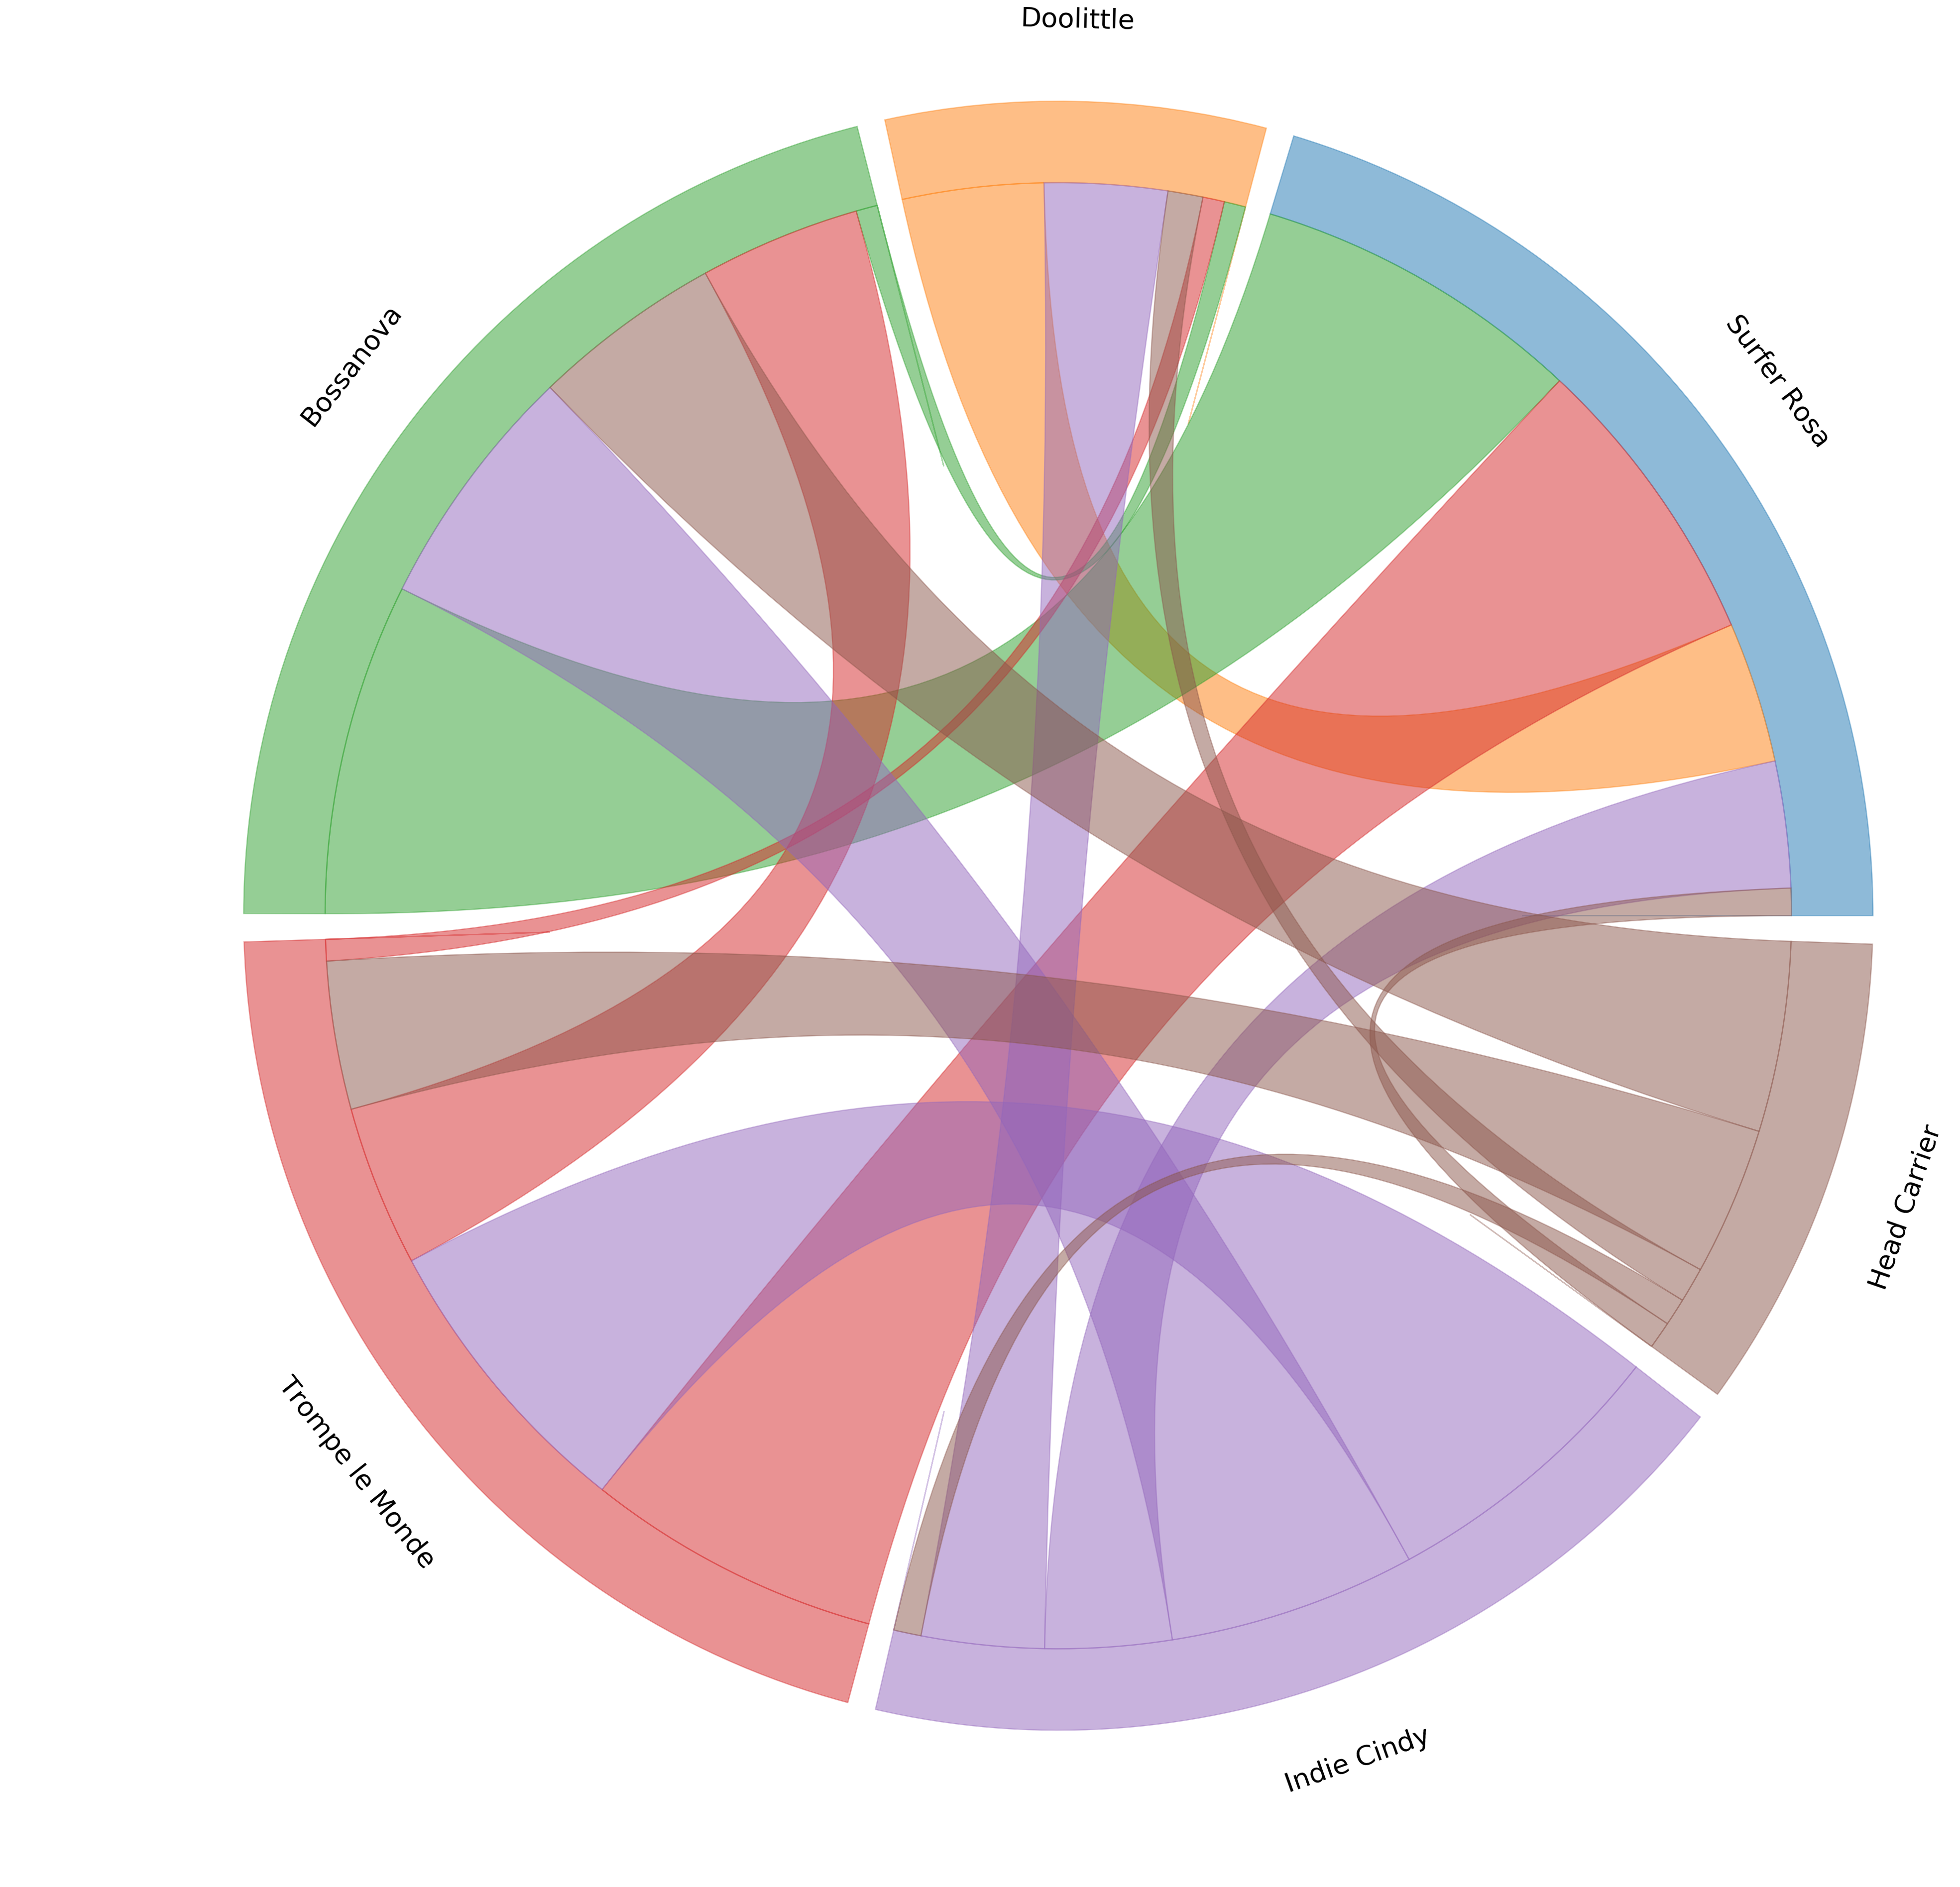 Doolittle
Surfer Rosa
Bossanova
Head Carrier
Trompe le Monde
Indie Cindy